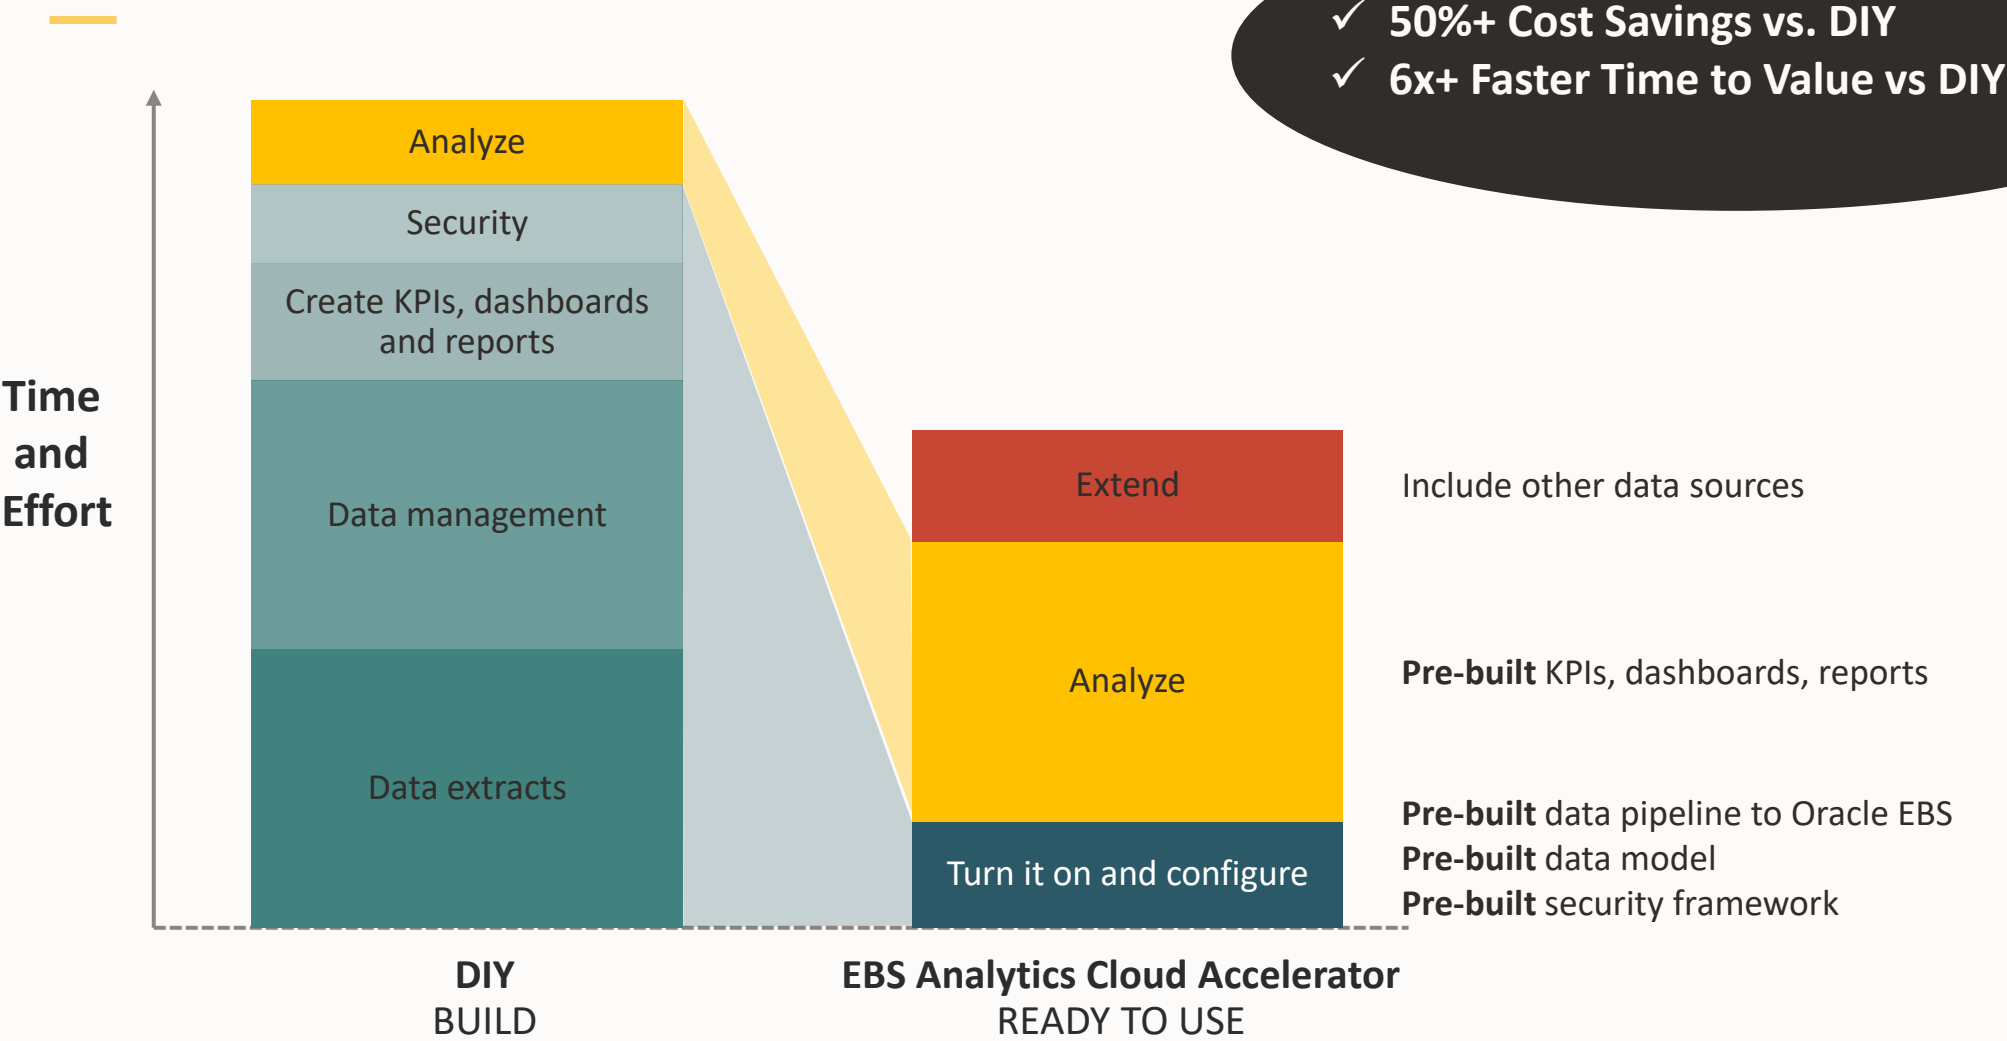 ✓ 50%+ Cost Savings vs. DIY
✓ 6x+ Faster Time to Value vs DIY
Time
and
Effort
Analyze
Security
Create KPIs, dashboards
and reports
Data management
Data extracts
Extend
Analyze
Turn it on and configure
Include other data sources
Pre-built KPIs, dashboards, reports
Pre-built data pipeline to Oracle EBS
Pre-built data model
Pre-built security framework
DIY
BUILD
EBS Analytics Cloud Accelerator
READY TO USE